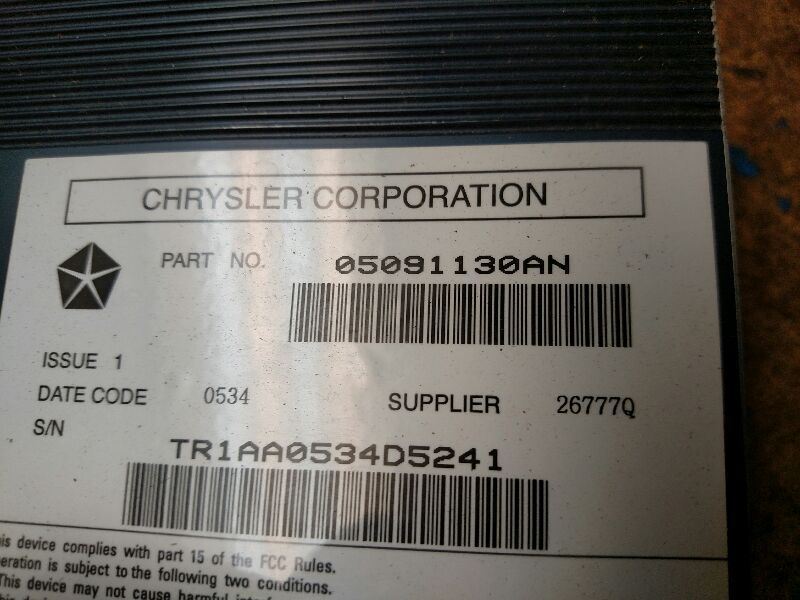 CHRYSLER CORPORATION
PART NO. 05091130AN
ISSUE 1
DATE CODE 0534 SUPPLIER 26777Q
S/N
TR1AA0534D5241
device complies with part 15 of the FCC Rules.
is subject to the following two conditions.
This device may not cause harmful